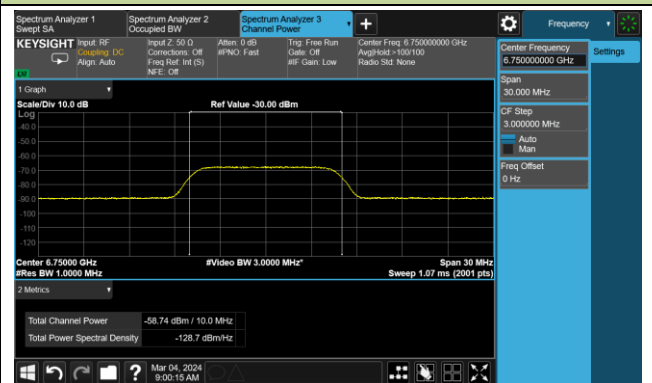 Spectrum Analyzer 1
Swept SA
Spectrum Analyzer 2
Occupied BW
Spectrum Analyzer 3
Channel Power
Frequency
KEYSIGHT
Input: RF
Coupling: DC
Align: Auto
Input Z: 50 Ω
Corrections: Off
Freq Ref: Int (S)
NFE: Off
Atten: 0 dB
#PNO: Fast
Trig: Free Run
Gate: Off
#IF Gain: Low
Center Freq: 6.750000000 GHz
Avg|Hold:>100/100
Radio Std: None
Center Frequency
6.750000000 GHz
Settings
Span
30.000 MHz
CF Step
3.000000 MHz
Auto
Man
Freq Offset
0 Hz
1 Graph
Scale/Div 10.0 dB
Ref Value -30.00 dBm
Log
-40.0
-50.0
-60.0
-70.0
-80.0
-90.0
-100
-110
-120
Center 6.75000 GHz
#Video BW 3.0000 MHz*
Span 30 MHz
#Res BW 1.0000 MHz
Sweep 1.07 ms (2001 pts)
2 Metrics
Total Channel Power
-58.74 dBm / 10.0 MHz
Total Power Spectral Density
-128.7 dBm/Hz
Mar 04, 2024
9:00:15 AM